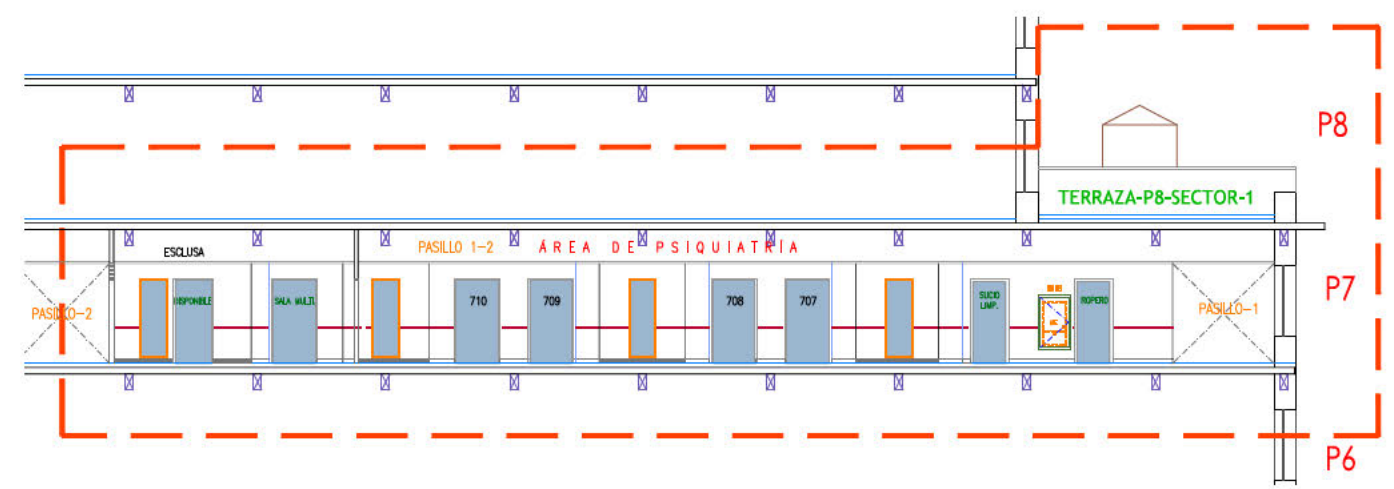 P8
TERRAZA-P8-SECTOR-1
ESCLUSA
PASILLO 1-2
ÁREA DE PSIQUIATRÍA
P7
PASILLO-2
DISPONIBLE
SALA MULTI.
710
709
708
707
SUCIO
LIMP.
ROPERO
PASILLO-1
P6